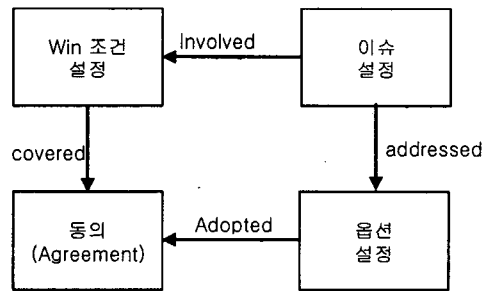 Win 조건
설정
Involved
이슈
설정
covered
addressed
동의
(Agreement)
Adopted
옵션
설정